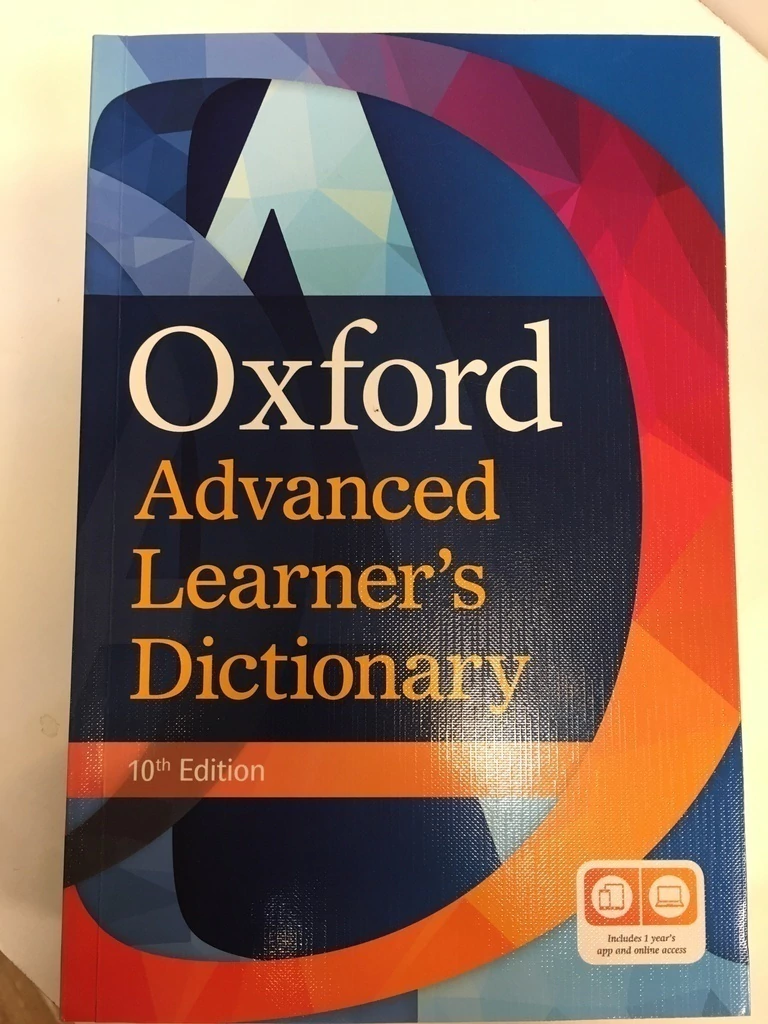 Oxford
Advanced
Learner's
Dictionary
10th Edition
Includes 1 year's
app and online access